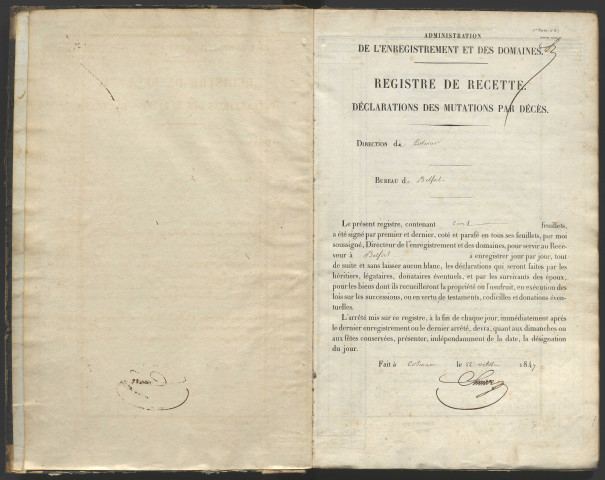 ADMINISTRATION
DE L'ENREGISTREMENT ET DES DOMAINES.
REGISTRE DE RECETTE.
DÉCLARATIONS DES MUTATIONS PAR DÉCÈS.
DIRECTION de Colmar
BUREAU de Belfort
Le présent registre, contenant cent feuillets,
a été signé par premier et dernier, coté et parafé en tous ses feuillets, par moi
soussigné, Directeur de l'enregistrement et des domaines, pour servir au Rece-
veur à Belfort à enregistrer jour par jour, tout
de suite et sans laisser aucun blanc, les déclarations qui seront faites par les
héritiers, légataires, donataires éventuels, et par les survivants des époux,
pour les biens dont ils recueilleront la propriété ou l'usufruit, en exécution des
lois sur les successions, ou en vertu de testaments, codicilles et donations éven-
tuelles.
L'arrêté mis sur ce registre, à la fin de chaque jour, immédiatement après
le dernier enregistrement ou le dernier arrêté, devra, quant aux dimanches ou
aux fêtes conservées, présenter, indépendamment de la date, la désignation
du jour.
Fait à Colmar le 22 octobre 1847